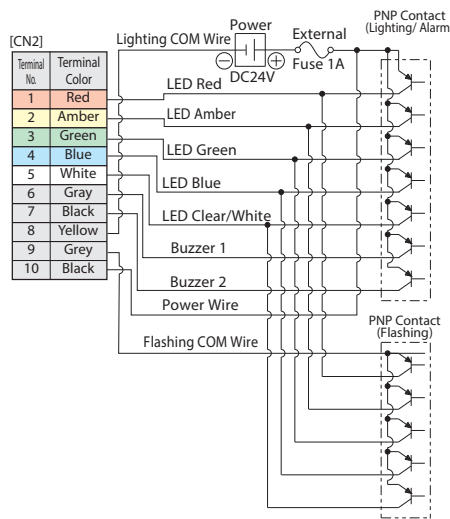 PNP Contact
(Lighting/ Alarm
Power
External
[CN2]
Lighting COM Wire
Fuse 1A
DC24V
Terminal No. Terminal Color
1 Red
2 Amber
3 Green
4 Blue
5 White
6 Gray
7 Black
8 Yellow
9 Grey
10 Black
LED Red
LED Amber
LED Green
LED Blue
LED Clear/White
Buzzer 1
Buzzer 2
Power Wire
PNP Contact
(Flashing)
Flashing COM Wire